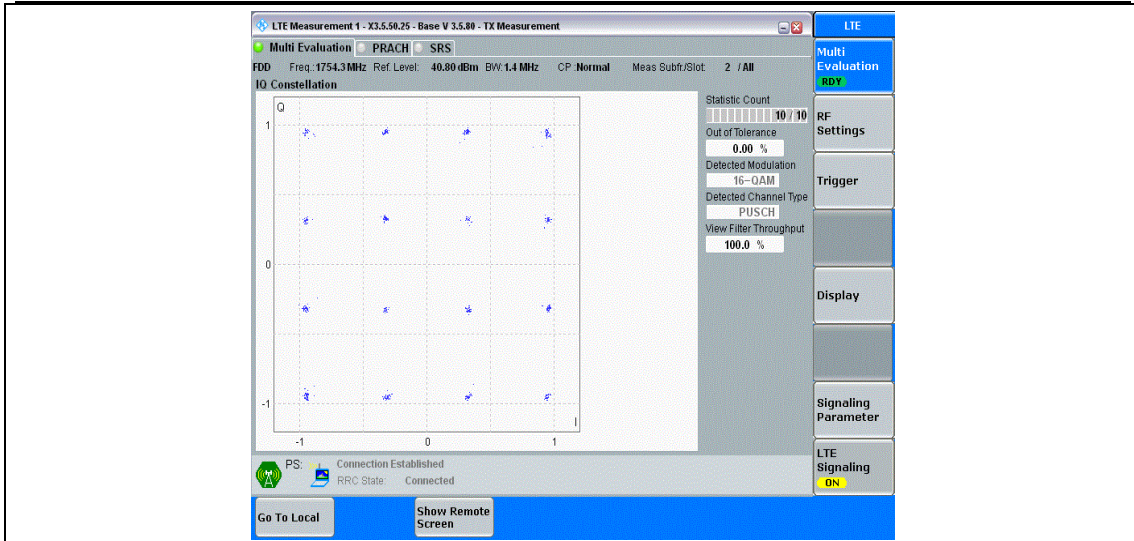 LTE Measurement 1 - X3.5.50.25 - Base V 3.5.80 - TX Measurement
LTE
Multi Evaluation PRACH SRS
Multi
Evaluation
RDY
FDD Freq.:1754.3 MHz Ref. Level: 40.80 dBm BW:1.4 MHz CP :Normal Meas Subfr./Slot: 2 / All
IQ Constellation
Q
1
0
-1
I
-1 0 1
Statistic Count
10 / 10
Out of Tolerance
0.00 %
Detected Modulation
16-QAM
Detected Channel Type
PUSCH
View Filter Throughput
100.0 %
RF
Settings
Trigger
Display
Signaling
Parameter
LTE
Signaling
ON
PS: Connection Established
RRC State: Connected
Go To Local
Show Remote
Screen